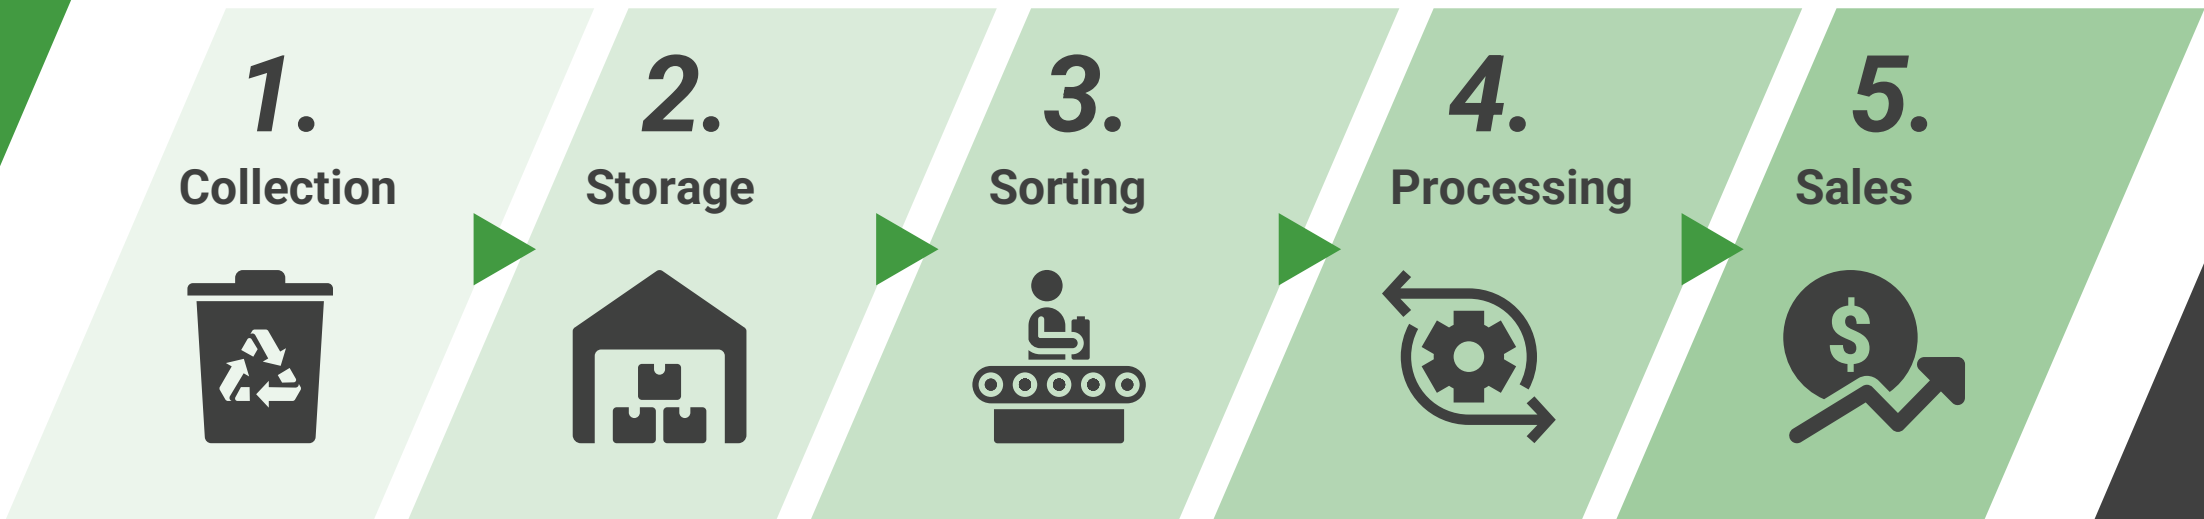 1.
Collection
2.
Storage
3.
Sorting
4.
Processing
5.
Sales
$